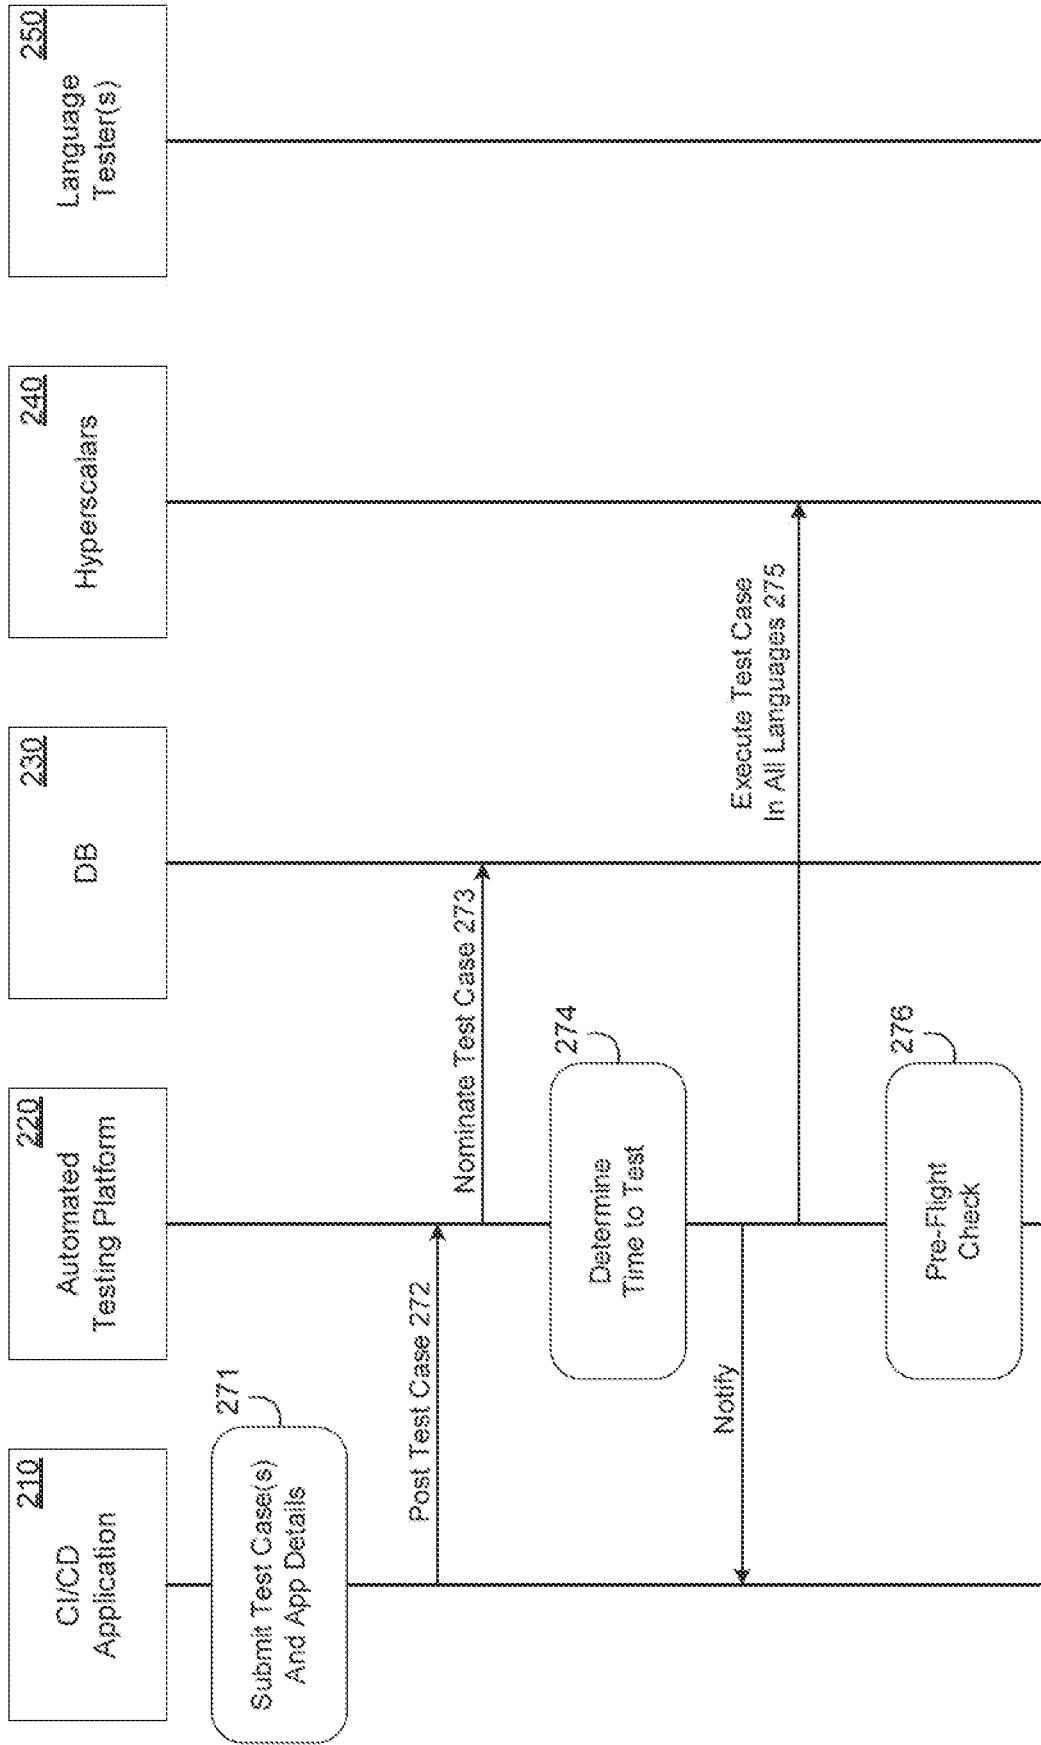 210
CI/CD
Application
220
Automated
Testing Platform
230
DB
240
Hyperscalars
250
Language
Tester(s)
271
Submit Test Case(s)
And App Details
Post Test Case 272
Nominate Test Case 273
274
Determine
Time to Test
Notify
Execute Test Case
In All Languages 275
276
Pre-Flight
Check